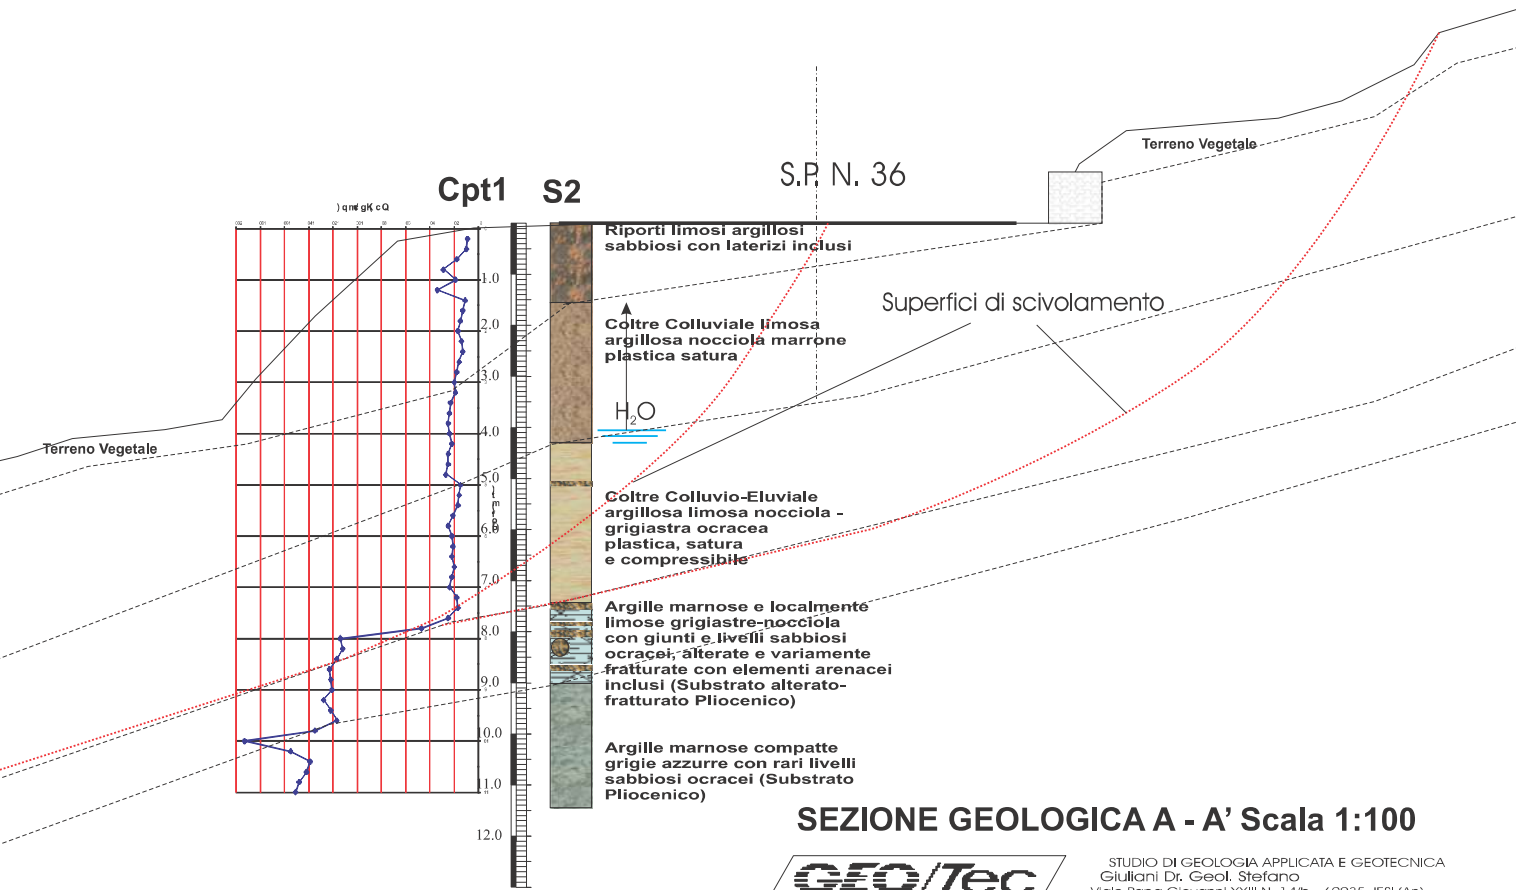 Terreno Vegetale
S.P. N. 36
Cpt1 S2
Riporti limosi argillosi
sabbiosi con laterizi inclusi
1.0
2.0
3.0
4.0
5.0
6.0
7.0
8.0
9.0
10.0
11.0
12.0
Superfici di scivolamento
Coltre Colluviale limosa
argillosa nocciola marrone
plastica satura
H2O
Terreno Vegetale
Coltre Colluvio-Eluviale
argillosa limosa nocciola -
grigiastra ocracea
plastica, satura
e compressibile
Argille marnose e localmente
limose grigiastre-nocciola
con giunti e livelli sabbiosi
ocracei, alterate e variamente
fratturate con elementi arenacei
inclusi (Substrato alterato-
fratturato Pliocenico)
Argille marnose compatte
grigie azzurre con rari livelli
sabbiosi ocracei (Substrato
Pliocenico)
SEZIONE GEOLOGICA A - A' Scala 1:100
GEO/Tec
STUDIO DI GEOLOGIA APPLICATA E GEOTECNICA
Giuliani Dr. Geol. Stefano